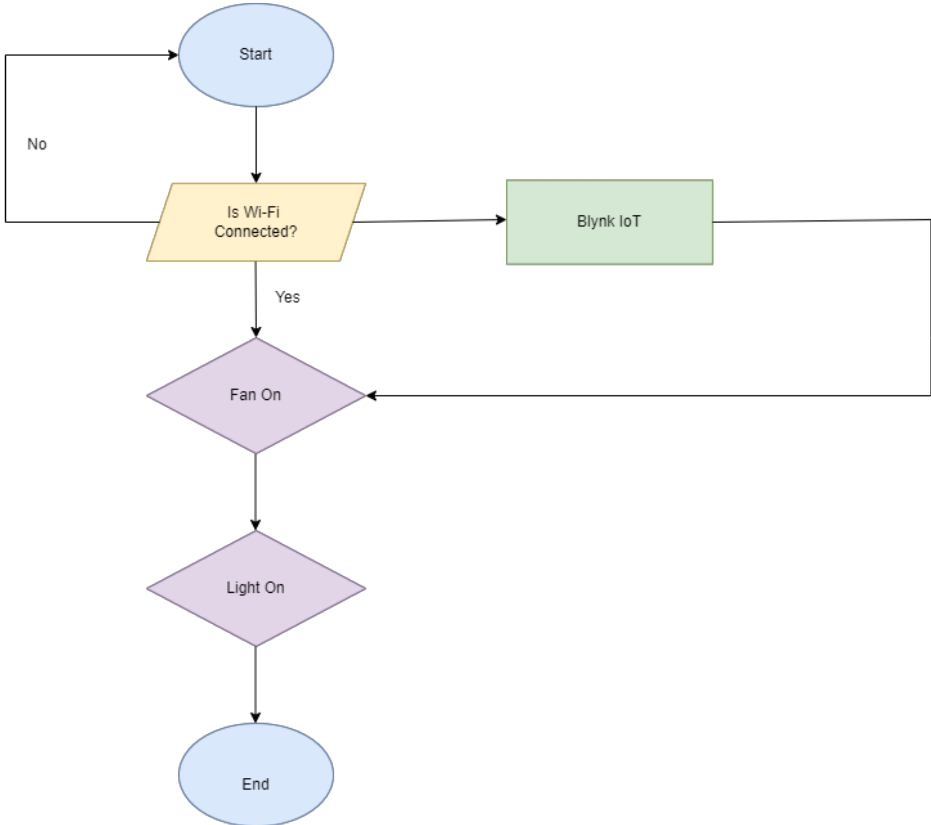 Start
No
Is Wi-Fi
Connected?
Blynk IoT
Yes
Fan On
Light On
End